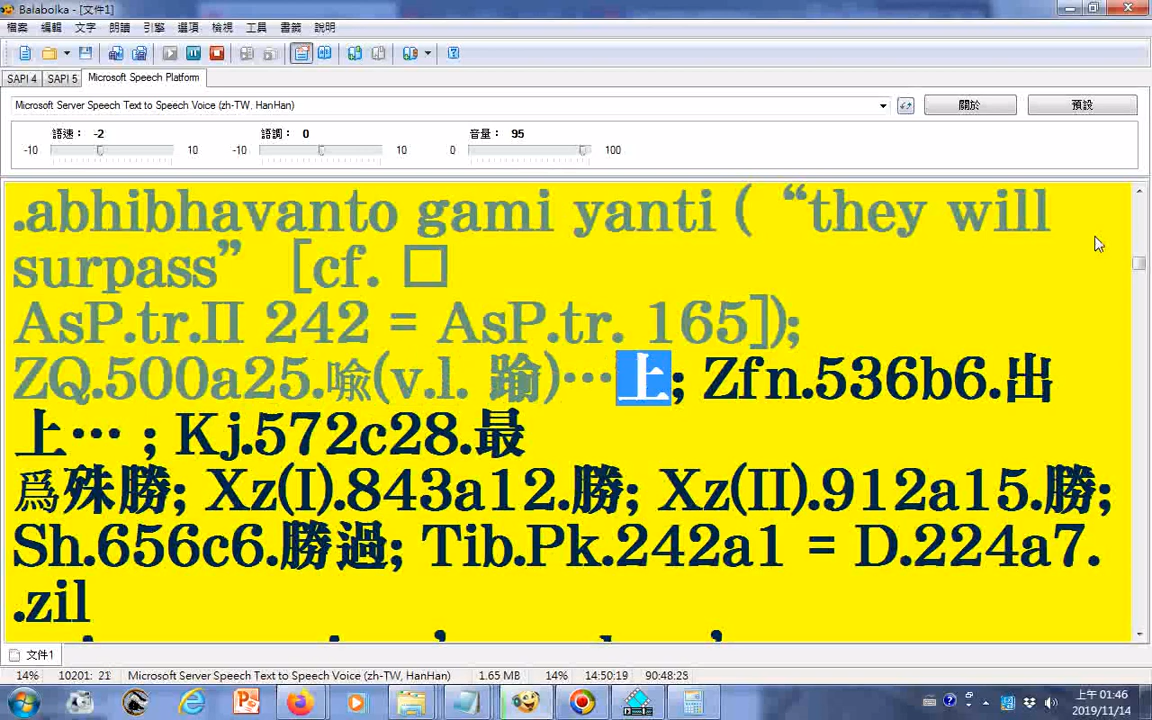 Balabolka - [文件1]
檔案 編輯 文字 朗讀 引擎 選項 檢視 工具 書籤 說明
SAPI 4 SAPI 5 Microsoft Speech Platform
Microsoft Server Speech Text to Speech Voice (zh-TW, HanHan) 關於 預設
語速： -2 語調： 0 音量： 95
-10 10 -10 10 0 100
.abhibhavanto gami yanti (“they will
surpass” [cf. □
AsP.tr.II 242 = AsP.tr. 165]);
ZQ.500a25.喩(v.l. 踰)…上; Zfn.536b6.出
上… ; Kj.572c28.最
爲殊勝; Xz(I).843a12.勝; Xz(II).912a15.勝;
Sh.656c6.勝過; Tib.Pk.242a1 = D.224a7.
.zil
文件1
14% 10201: 21 Microsoft Server Speech Text to Speech Voice (zh-TW, HanHan) 1.65 MB 14% 14:50:19 90:48:23
上午 01:46
2019/11/14